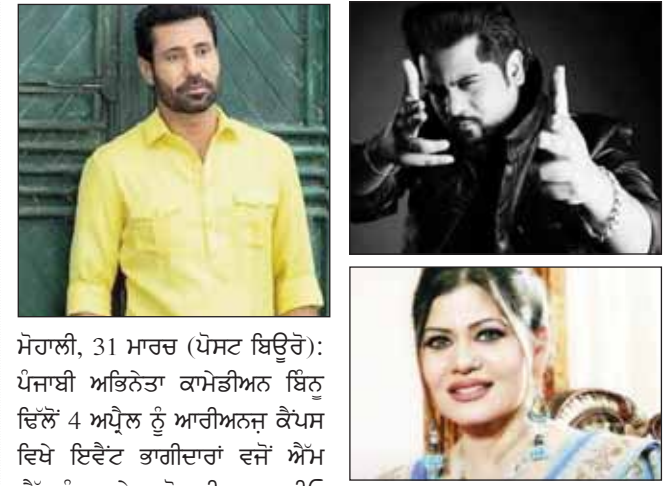 ਮੋਹਾਲੀ, 31 ਮਾਰਚ (ਪੋਸਟ ਬਿਊਰੋ):
ਪੰਜਾਬੀ ਅਭਿਨੇਤਾ ਕਾਮੇਡੀਅਨ ਬਿੰਨੂ
ਢਿੱਲੋਂ 4 ਅਪ੍ਰੈਲ ਨੂੰ ਆਰੀਅਨਜ਼ ਕੈਂਪਸ
ਵਿਖੇ ਇਵੈਂਟ ਭਾਗੀਦਾਰਾਂ ਵਜੋਂ ਐੱਮ